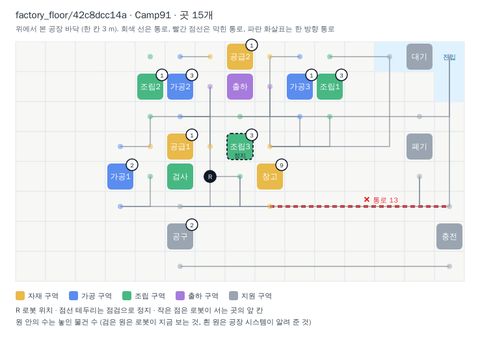 factory_floor/42c8dcc14a · Camp91 · 곳 15개
위에서 본 공장 바닥 (한 칸 3 m). 회색 선은 통로, 빨간 점선은 막힌 통로, 파란 화살표는 한 방향 통로
공급2 1 대기 진입
조립2 1 가공2 3 출하 가공3 1 조립1 3
공급1 1 조립3 3 폐기
가공1 2 검사 R 창고 9
✕ 통로 13
공구 2 충전
자재 구역 가공 구역 조립 구역 출하 구역 지원 구역
R 로봇 위치 · 점선 테두리는 점검으로 정지 · 작은 점은 로봇이 서는 곳의 앞 칸
원 안의 수는 놓인 물건 수 (검은 원은 로봇이 지금 보는 것, 흰 원은 공장 시스템이 알려 준 것)